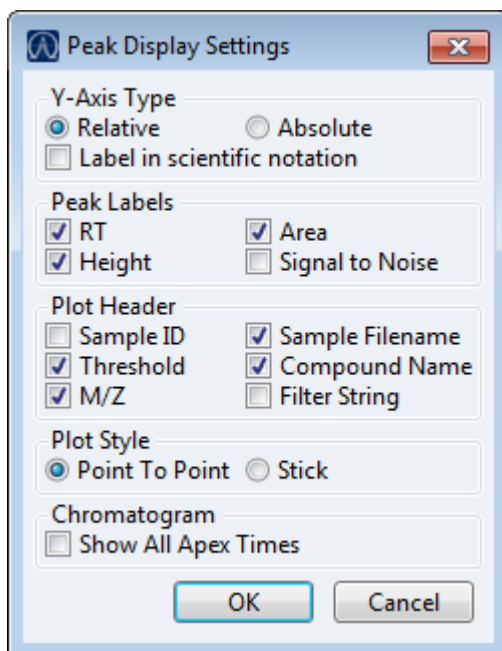 Peak Display Settings
Y-Axis Type
Relative Absolute
Label in scientific notation
Peak Labels
RT Area
Height Signal to Noise
Plot Header
Sample ID Sample Filename
Threshold Compound Name
M/Z Filter String
Plot Style
Point To Point Stick
Chromatogram
Show All Apex Times
OK Cancel